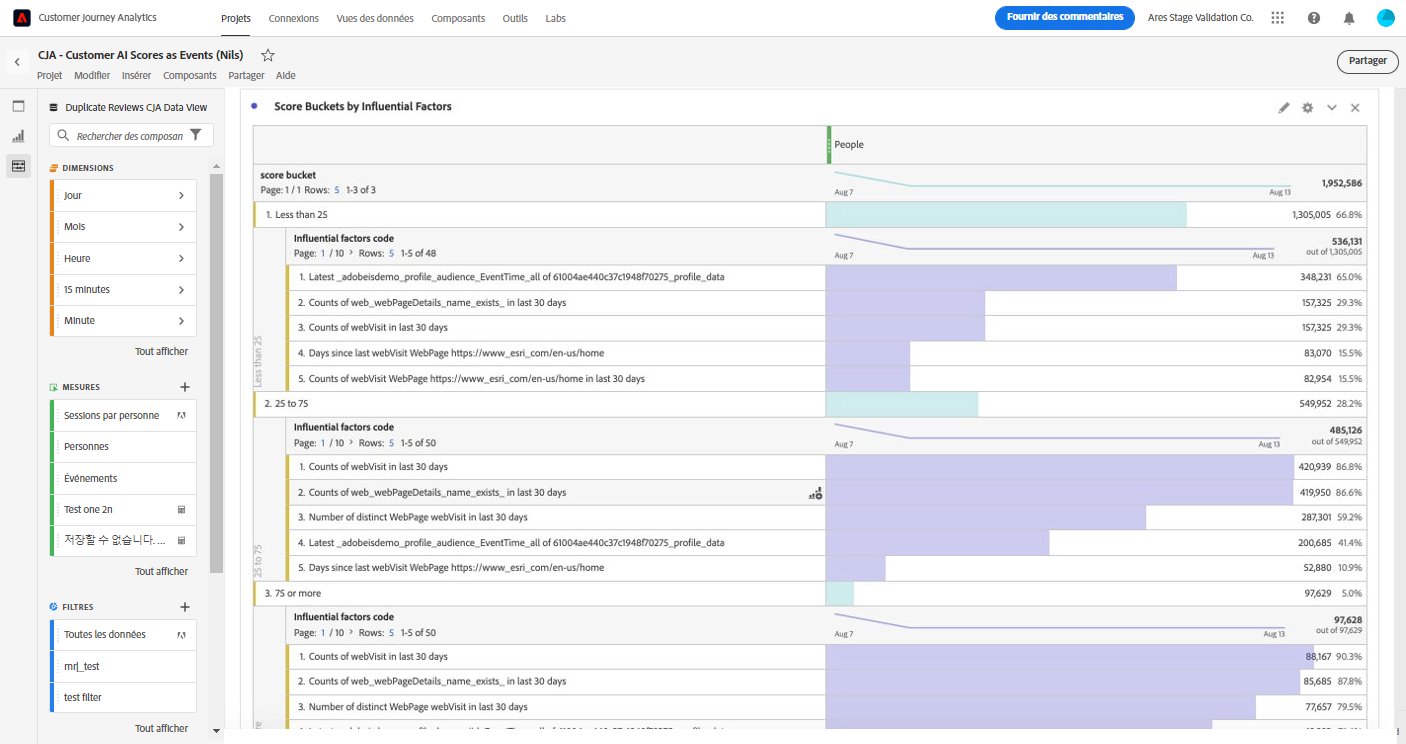 Customer Journey Analytics
Projets
Connexions
Vues des données
Composants
Outils
Labs
Fournir des commentaires
Ares Stage Validation Co.
CJA - Customer AI Scores as Events (Nils)
Projet
Modifier
Insérer
Composants
Partager
Aide
Partager
Duplicate Reviews CJA Data View
Rechercher des composan
DIMENSIONS
Jour
Mois
Heure
15 minutes
Minute
Tout afficher
MESURES
Sessions par personne
Personnes
Événements
Test one 2n
저장할 수 없습니다. ...
Tout afficher
FILTRES
Toutes les données
mrj_test
test filter
Tout afficher
Score Buckets by Influential Factors
People
score bucket
Page: 1 / 1 Rows: 5 1-3 of 3
Aug 7
Aug 13
1,952,586
1. Less than 25
1,305,005 66.8%
Less than 25
Influential factors code
Page: 1 / 10 > Rows: 5 1-5 of 48
Aug 7
Aug 13
536,131
out of 1,305,005
1. Latest _adobeisdemo_profile_audience_EventTime_all of 61004ae440c37c1948f70275_profile_data
348,231 65.0%
2. Counts of web_webPageDetails_name_exists_ in last 30 days
157,325 29.3%
3. Counts of webVisit in last 30 days
157,325 29.3%
4. Days since last webVisit WebPage https://www_esri_com/en-us/home
83,070 15.5%
5. Counts of webVisit WebPage https://www_esri_com/en-us/home in last 30 days
82,954 15.5%
2. 25 to 75
549,952 28.2%
25 to 75
Influential factors code
Page: 1 / 10 > Rows: 5 1-5 of 50
Aug 7
Aug 13
485,126
out of 549,952
1. Counts of webVisit in last 30 days
420,939 86.8%
2. Counts of web_webPageDetails_name_exists_ in last 30 days
419,950 86.6%
3. Number of distinct WebPage webVisit in last 30 days
287,301 59.2%
4. Latest _adobeisdemo_profile_audience_EventTime_all of 61004ae440c37c1948f70275_profile_data
200,685 41.4%
5. Days since last webVisit WebPage https://www_esri_com/en-us/home
52,880 10.9%
3. 75 or more
97,629 5.0%
Influential factors code
Page: 1 / 10 > Rows: 5 1-5 of 50
Aug 7
Aug 13
97,628
out of 97,629
1. Counts of webVisit in last 30 days
88,167 90.3%
2. Counts of web_webPageDetails_name_exists_ in last 30 days
85,685 87.8%
3. Number of distinct WebPage webVisit in last 30 days
77,657 79.5%